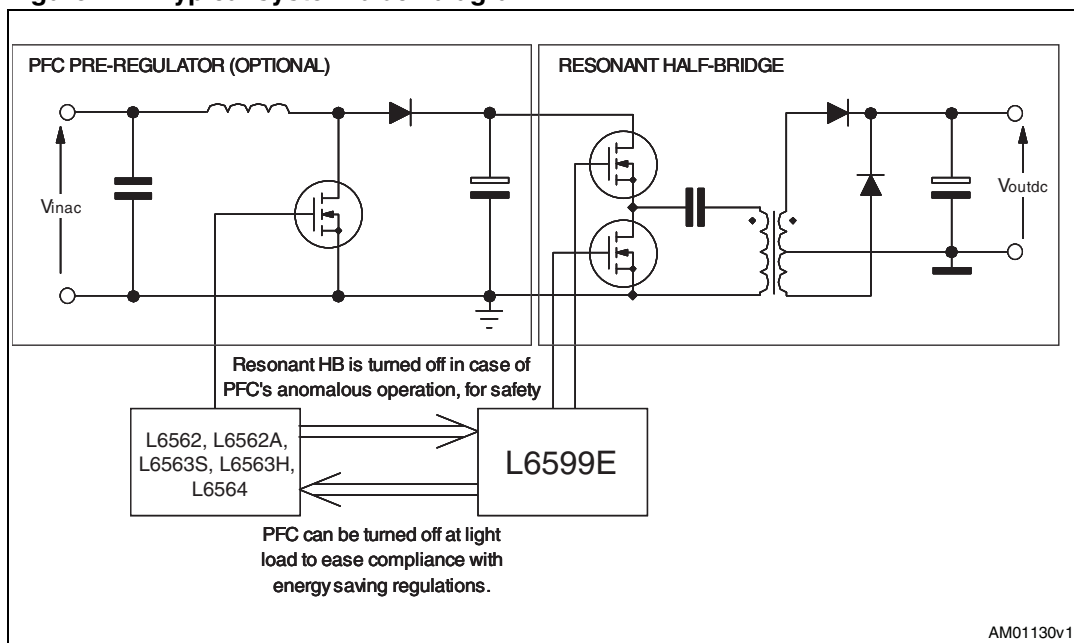 PFC PRE-REGULATOR (OPTIONAL)
RESONANT HALF-BRIDGE
Vinac
Voutdc
Resonant HB is turned off in case of
PFC's anomalous operation, for safety
L6562, L6562A,
L6563S, L6563H,
L6564
L6599E
PFC can be turned off at light
load to ease compliance with
energy saving regulations.
AM01130v1